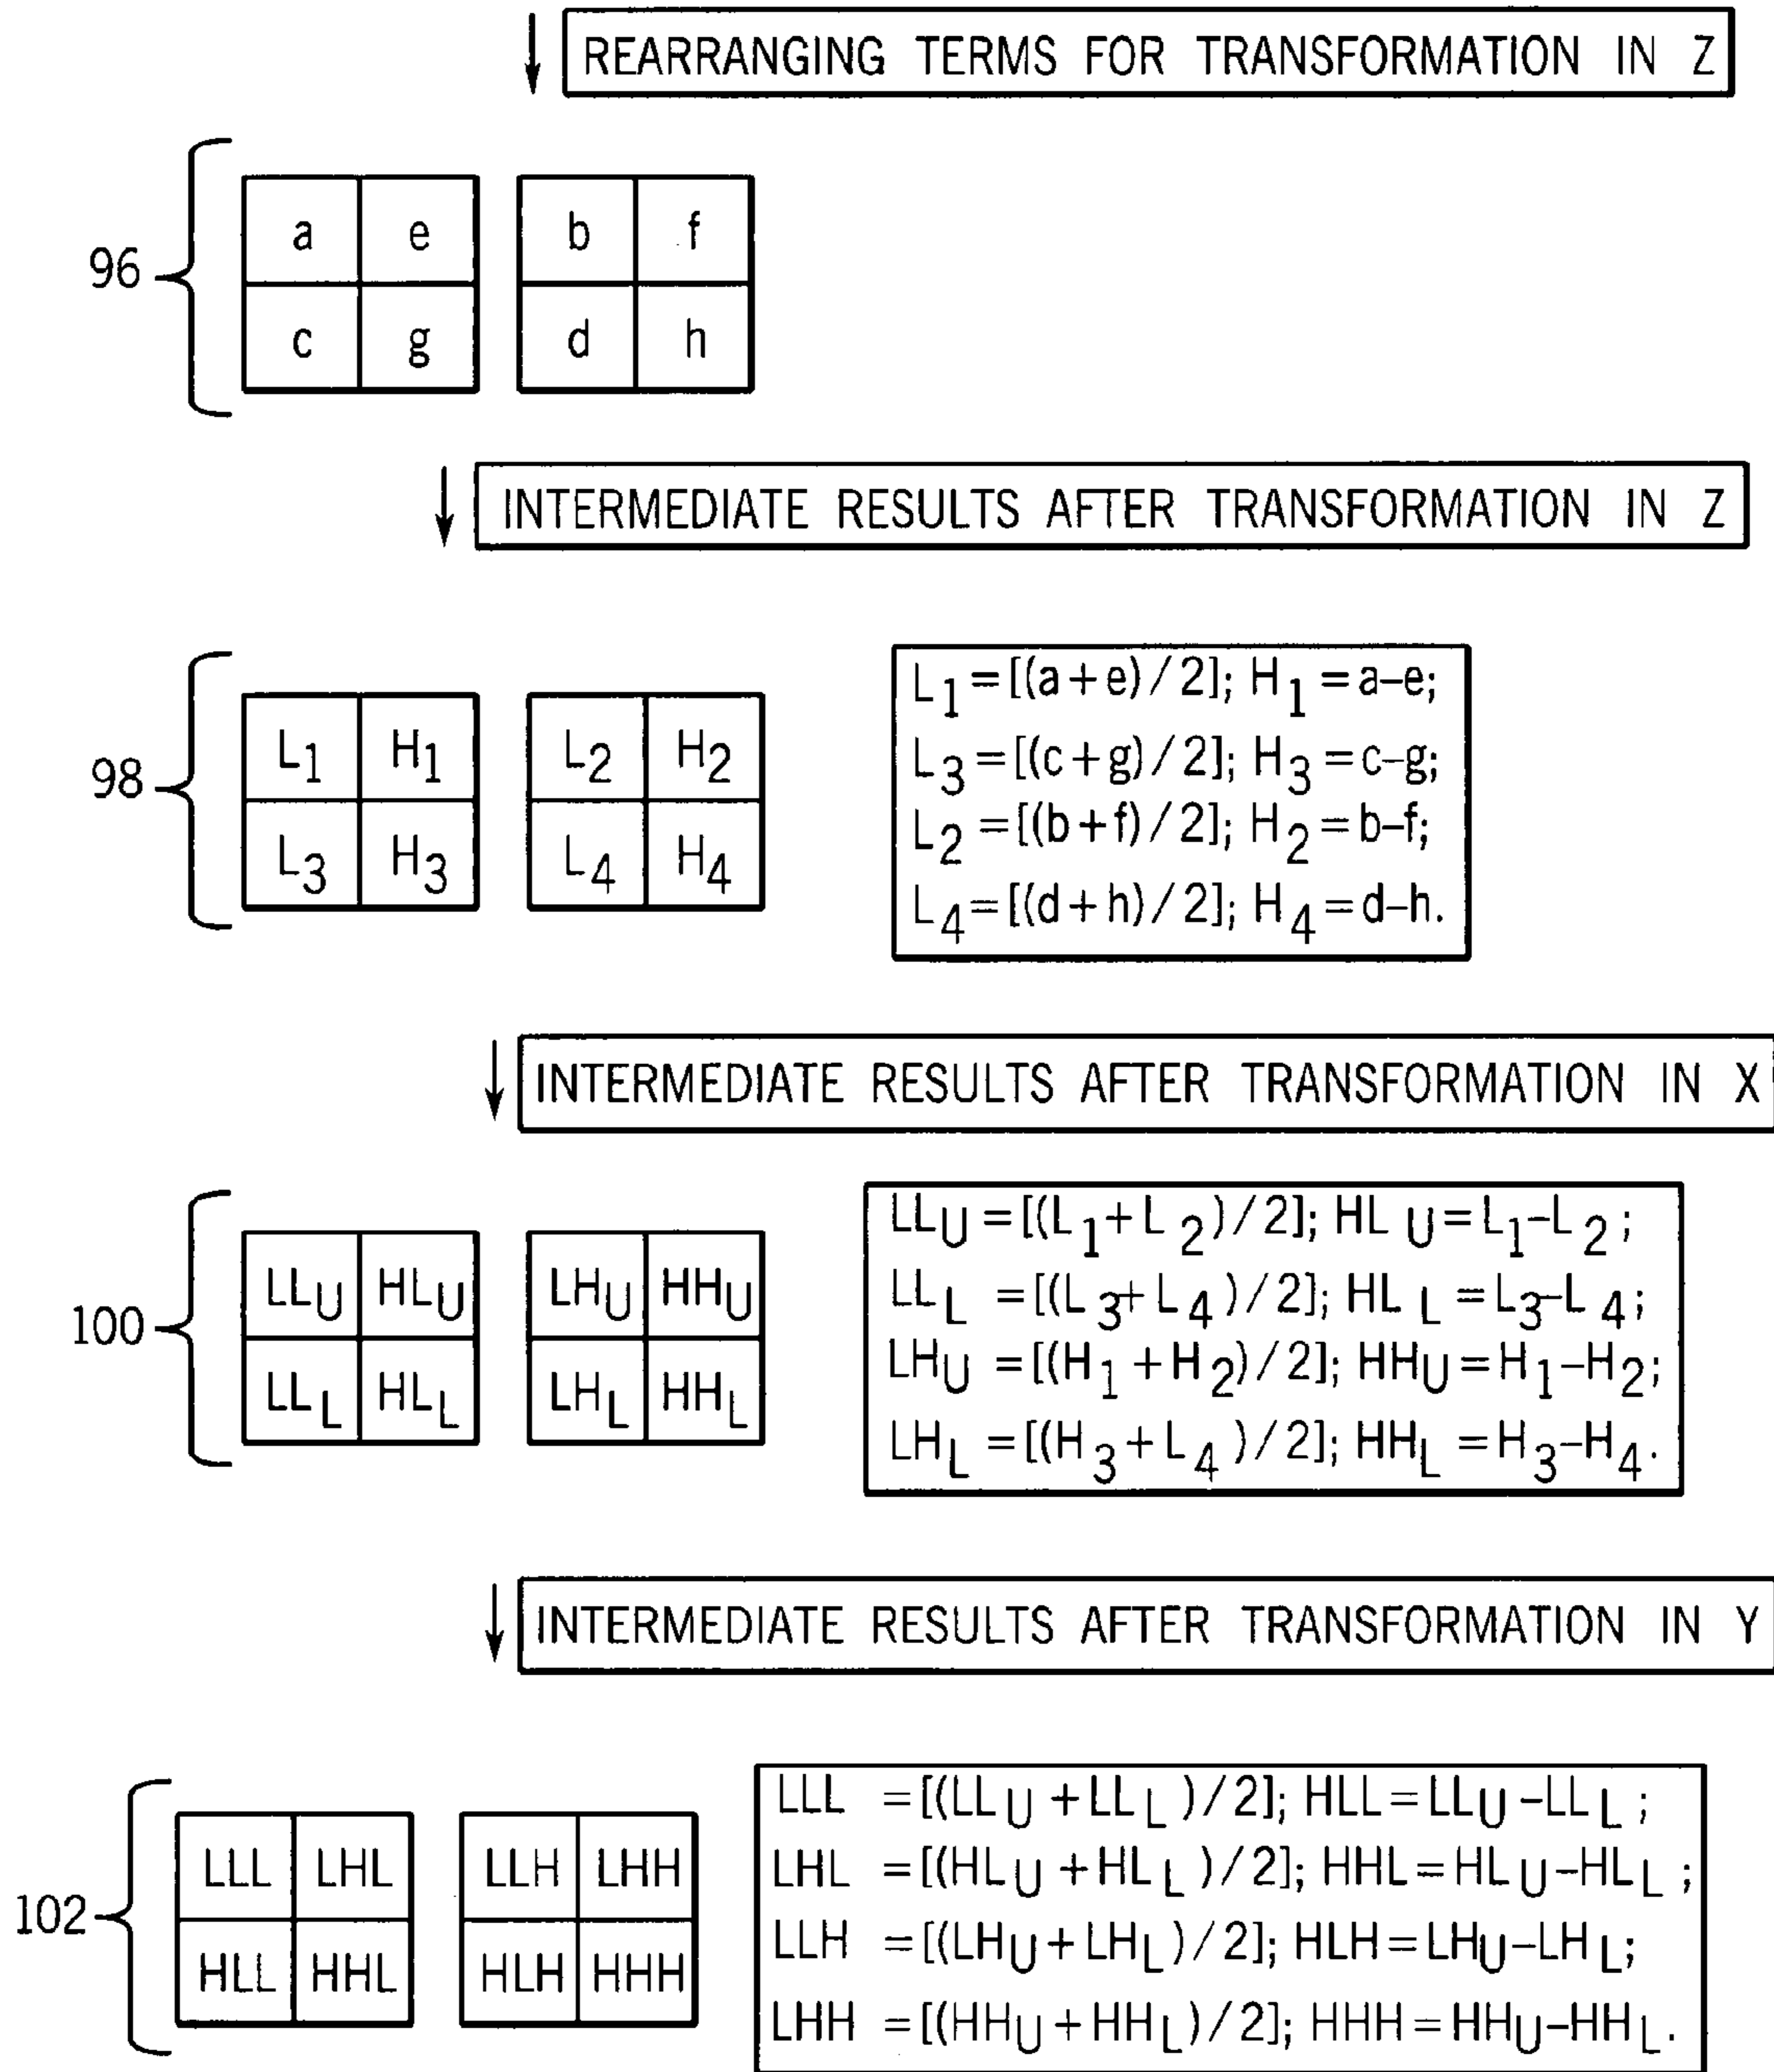 REARRANGING TERMS FOR TRANSFORMATION IN Z
96
a e b f
c g d h
INTERMEDIATE RESULTS AFTER TRANSFORMATION IN Z
98
L1 H1 L2 H2
L3 H3 L4 H4
L1=[(a+e)/2]; H1=a-e;
L3=[(c+g)/2]; H3=c-g;
L2=[(b+f)/2]; H2=b-f;
L4=[(d+h)/2]; H4=d-h.
INTERMEDIATE RESULTS AFTER TRANSFORMATION IN X
100
LLU HLU LHU HHU
LLL HLL LHL HHL
LLU=[(L1+L2)/2]; HLU=L1-L2;
LLL=[(L3+L4)/2]; HLL=L3-L4;
LHU=[(H1+H2)/2]; HHU=H1-H2;
LHL=[(H3+L4)/2]; HHL=H3-H4.
INTERMEDIATE RESULTS AFTER TRANSFORMATION IN Y
102
LLL LHL LLH LHH
HLL HHL HLH HHH
LLL =[(LLU+LLL)/2]; HLL=LLU-LLL;
LHL =[(HLU+HLL)/2]; HHL=HLU-HLL;
LLH =[(LHU+LHL)/2]; HLH=LHU-LHL;
LHH =[(HHU+HHL)/2]; HHH=HHU-HHL.